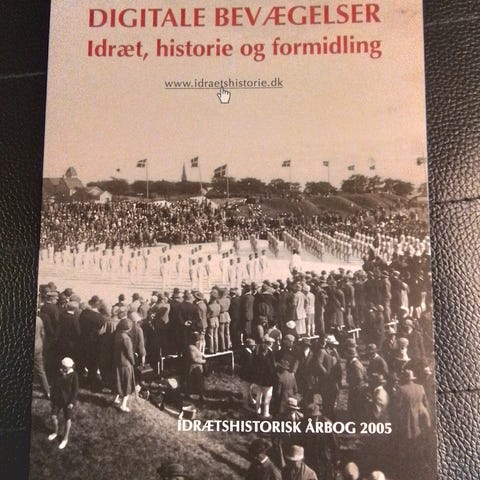 DIGITALE BEVÆGELSER
Idræt, historie og formidling
www.idraetshistorie.dk
IDRÆTSHISTORISK ÅRBOG 2005